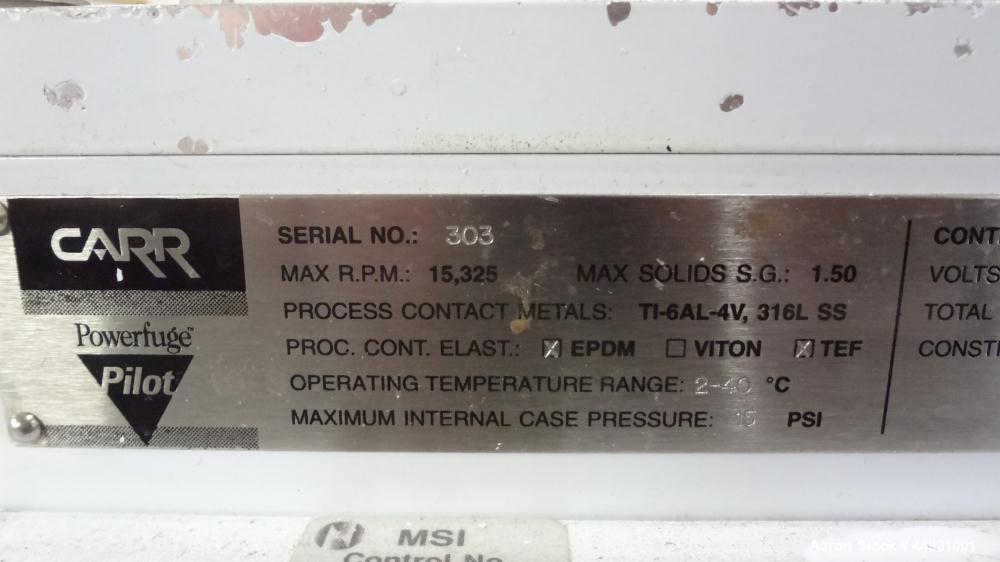 CARR
Powerfuge™
Pilot
SERIAL NO.: 303
MAX R.P.M.: 15,325 MAX SOLIDS S.G.: 1.50
PROCESS CONTACT METALS: TI-6AL-4V, 316L SS
PROC. CONT. ELAST.: ☒ EPDM ☐ VITON ☒ TEF
OPERATING TEMPERATURE RANGE: 2-40 °C
MAXIMUM INTERNAL CASE PRESSURE: 15 PSI
CONT
VOLTS
TOTAL
CONST
MSI
Control No.
Aaron Stock # 44931001